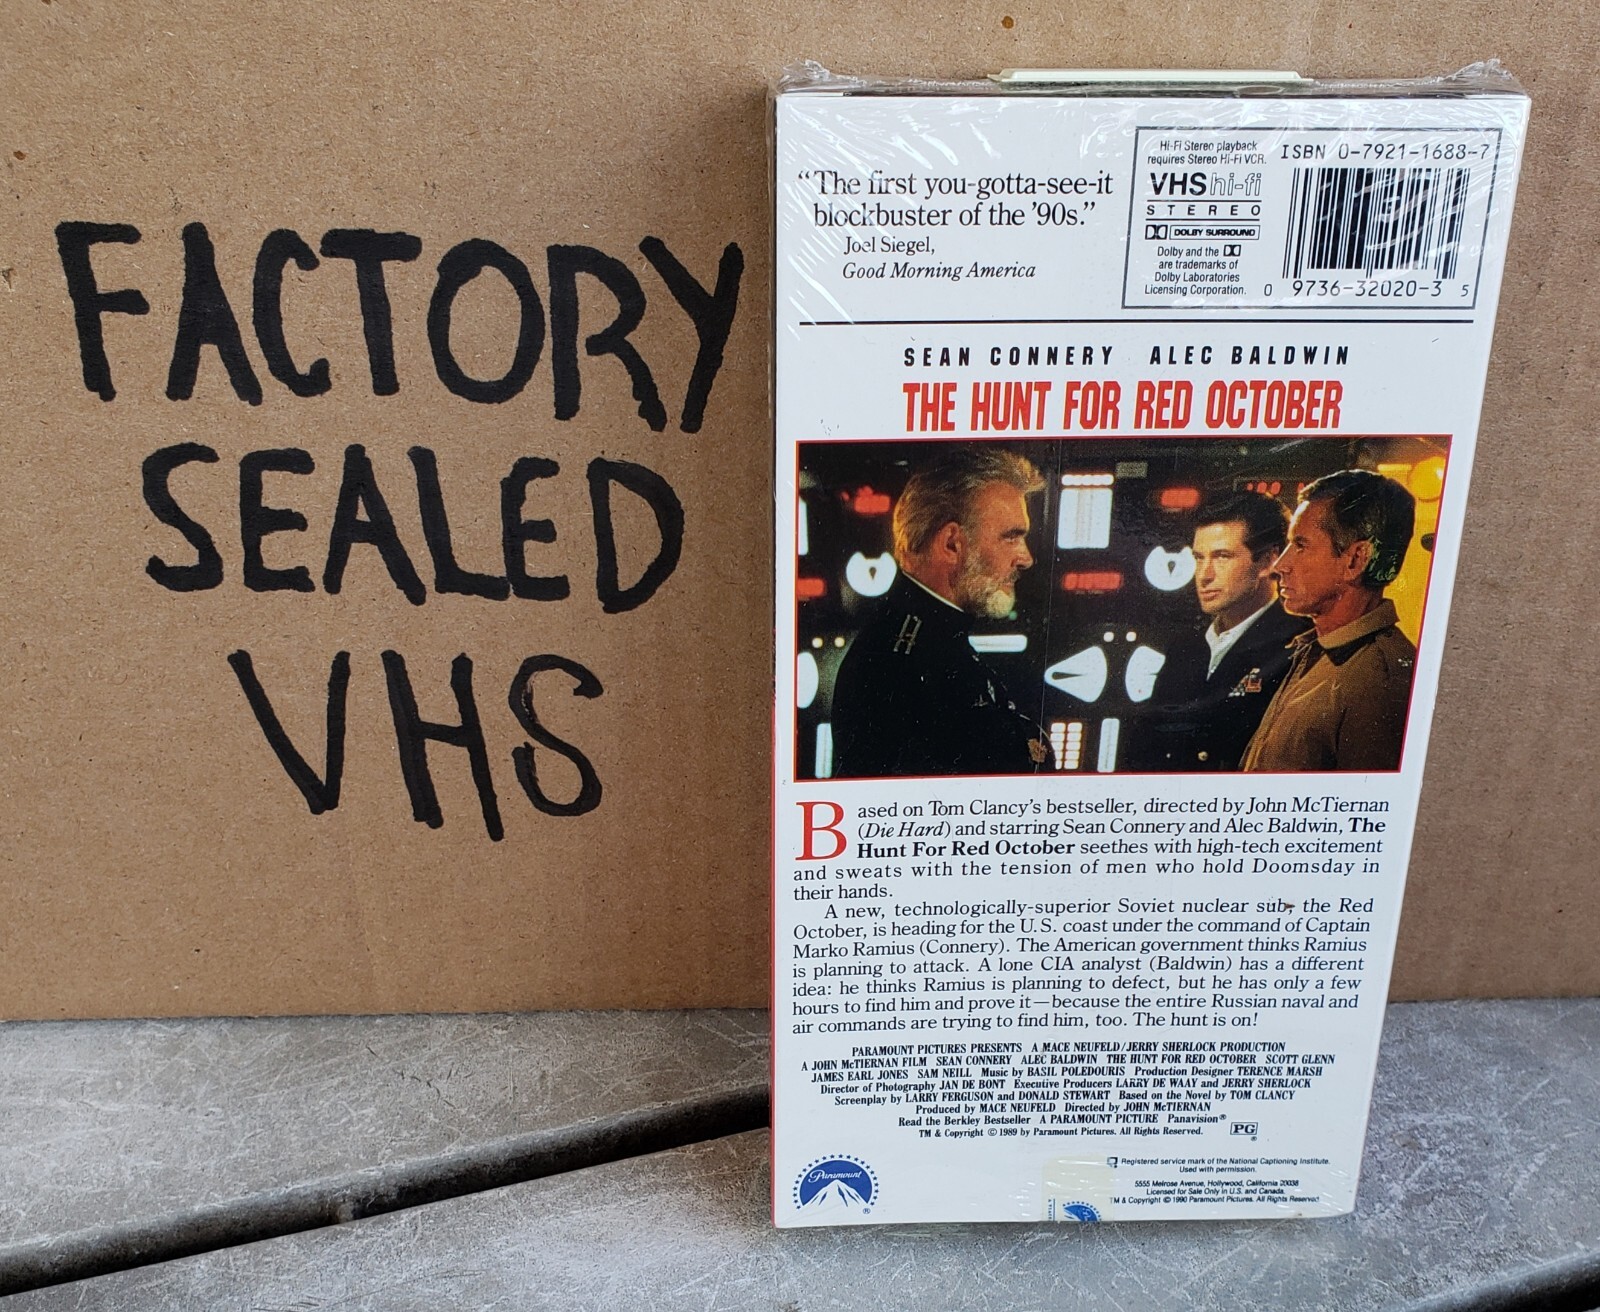 FACTORY
SEALED
VHS
“The first you-gotta-see-it
blockbuster of the ’90s.”
Joel Siegel,
Good Morning America
Hi-Fi Stereo playback
requires Stereo Hi-Fi VCR.
VHS hi-fi
STEREO
DOLBY SURROUND
Dolby and the
are trademarks of
Dolby Laboratories
Licensing Corporation.
ISBN 0-7921-1688-7
0 9736-32020-3 5
SEAN CONNERY ALEC BALDWIN
THE HUNT FOR RED OCTOBER
Based on Tom Clancy’s bestseller, directed by John McTiernan
(Die Hard) and starring Sean Connery and Alec Baldwin, The
Hunt For Red October seethes with high-tech excitement
and sweats with the tension of men who hold Doomsday in
their hands.
A new, technologically-superior Soviet nuclear sub, the Red
October, is heading for the U.S. coast under the command of Captain
Marko Ramius (Connery). The American government thinks Ramius
is planning to attack. A lone CIA analyst (Baldwin) has a different
idea: he thinks Ramius is planning to defect, but he has only a few
hours to find him and prove it—because the entire Russian naval and
air commands are trying to find him, too. The hunt is on!
PARAMOUNT PICTURES PRESENTS A MACE NEUFELD/JERRY SHERLOCK PRODUCTION
A JOHN McTIERNAN FILM SEAN CONNERY ALEC BALDWIN THE HUNT FOR RED OCTOBER SCOTT GLENN
JAMES EARL JONES SAM NEILL Music by BASIL POLEDOURIS Production Designer TERENCE MARSH
Director of Photography JAN DE BONT Executive Producers LARRY DE WAAY and JERRY SHERLOCK
Screenplay by LARRY FERGUSON and DONALD STEWART Based on the Novel by TOM CLANCY
Produced by MACE NEUFELD Directed by JOHN McTIERNAN
Read the Berkley Bestseller A PARAMOUNT PICTURE Panavision®
TM & Copyright © 1989 by Paramount Pictures. All Rights Reserved. PG ®
Paramount ®
Registered service mark of the National Captioning Institute.
Used with permission.
5555 Melrose Avenue, Hollywood, California 90038
Licensed for Sale Only in U.S. and Canada.
TM & Copyright © 1990 Paramount Pictures. All Rights Reserved